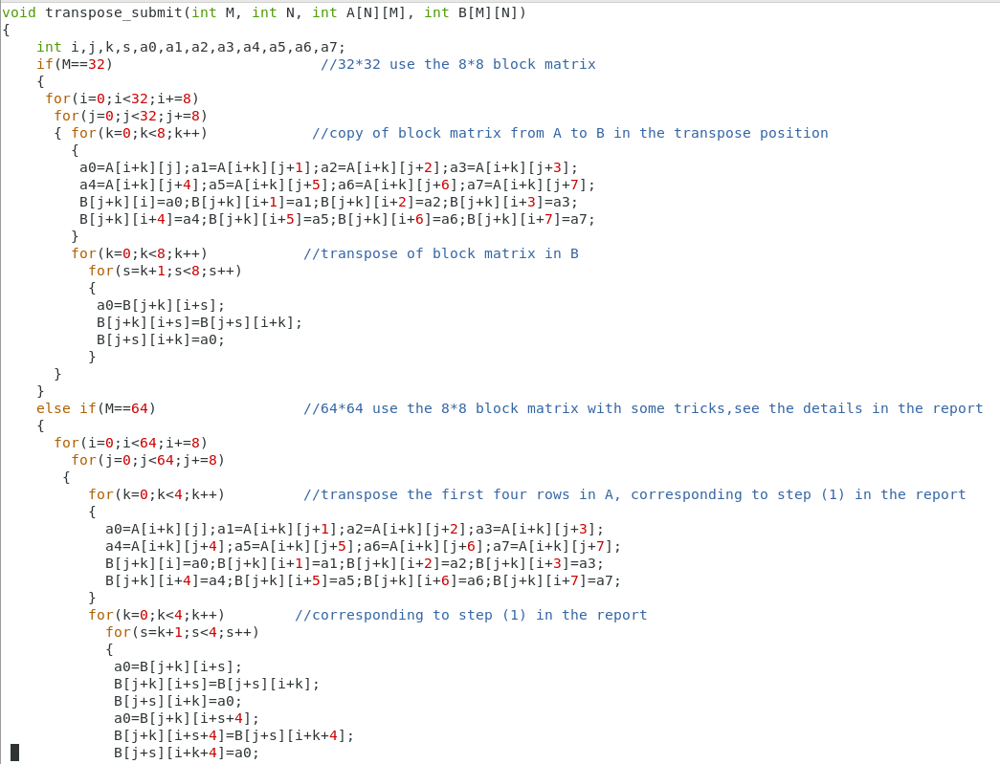 void transpose_submit(int M, int N, int A[N][M], int B[M][N])
{
    int i,j,k,s,a0,a1,a2,a3,a4,a5,a6,a7;
    if(M==32)                        //32*32 use the 8*8 block matrix
    {
     for(i=0;i<32;i+=8)
      for(j=0;j<32;j+=8)
      { for(k=0;k<8;k++)            //copy of block matrix from A to B in the transpose position
        {
         a0=A[i+k][j];a1=A[i+k][j+1];a2=A[i+k][j+2];a3=A[i+k][j+3];
         a4=A[i+k][j+4];a5=A[i+k][j+5];a6=A[i+k][j+6];a7=A[i+k][j+7];
         B[j+k][i]=a0;B[j+k][i+1]=a1;B[j+k][i+2]=a2;B[j+k][i+3]=a3;
         B[j+k][i+4]=a4;B[j+k][i+5]=a5;B[j+k][i+6]=a6;B[j+k][i+7]=a7;
        }
        for(k=0;k<8;k++)           //transpose of block matrix in B
          for(s=k+1;s<8;s++)
          {
           a0=B[j+k][i+s];
           B[j+k][i+s]=B[j+s][i+k];
           B[j+s][i+k]=a0;
          }
      }
    }
    else if(M==64)                 //64*64 use the 8*8 block matrix with some tricks,see the details in the report
    {
      for(i=0;i<64;i+=8)
        for(j=0;j<64;j+=8)
       {
          for(k=0;k<4;k++)         //transpose the first four rows in A, corresponding to step (1) in the report
          {
            a0=A[i+k][j];a1=A[i+k][j+1];a2=A[i+k][j+2];a3=A[i+k][j+3];
            a4=A[i+k][j+4];a5=A[i+k][j+5];a6=A[i+k][j+6];a7=A[i+k][j+7];
            B[j+k][i]=a0;B[j+k][i+1]=a1;B[j+k][i+2]=a2;B[j+k][i+3]=a3;
            B[j+k][i+4]=a4;B[j+k][i+5]=a5;B[j+k][i+6]=a6;B[j+k][i+7]=a7;
          }
          for(k=0;k<4;k++)        //corresponding to step (1) in the report
            for(s=k+1;s<4;s++)
            {
             a0=B[j+k][i+s];
             B[j+k][i+s]=B[j+s][i+k];
             B[j+s][i+k]=a0;
             a0=B[j+k][i+s+4];
             B[j+k][i+s+4]=B[j+s][i+k+4];
             B[j+s][i+k+4]=a0;